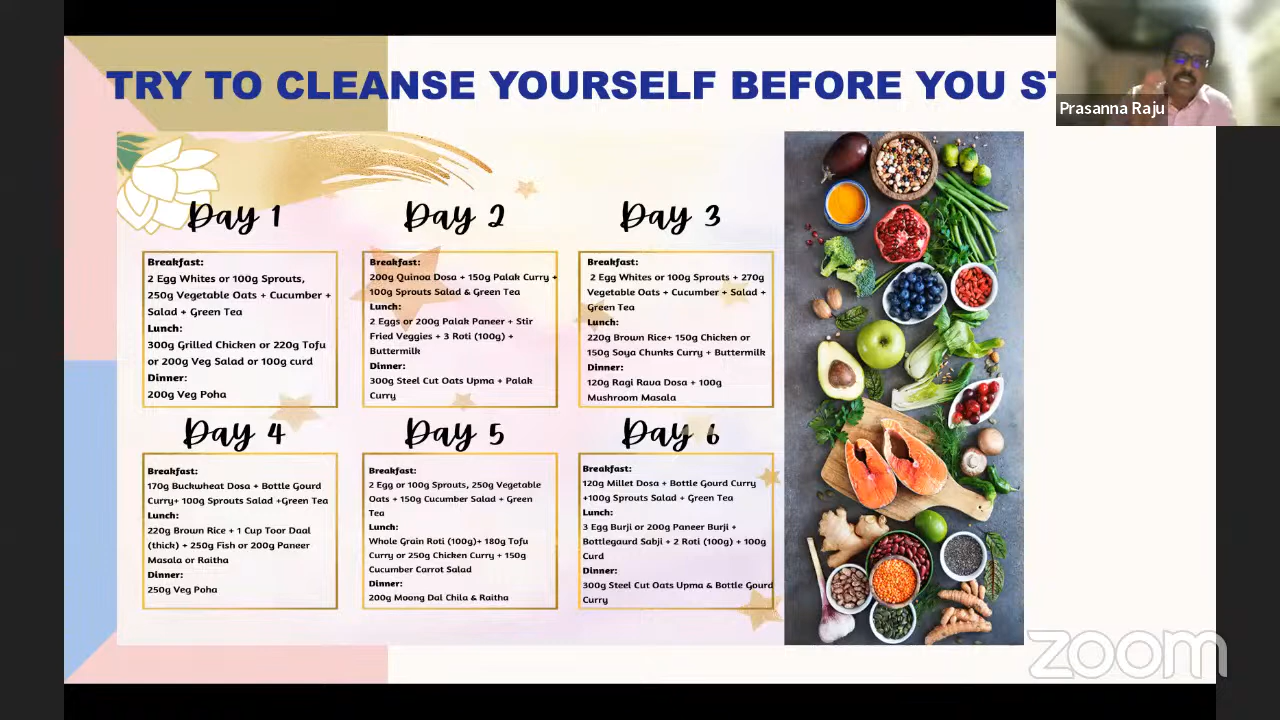 TRY TO CLEANSE YOURSELF BEFORE YOU
Prasanna Raju
Day 1
Breakfast:
2 Egg Whites or 100g Sprouts,
250g Vegetable Oats + Cucumber +
Salad + Green Tea
Lunch:
300g Grilled Chicken or 220g Tofu
or 200g Veg Salad or 100g curd
Dinner:
200g Veg Poha
Day 2
Breakfast:
200g Quinoa Dosa + 150g Palak Curry +
100g Sprouts Salad & Green Tea
Lunch:
2 Eggs or 200g Palak Paneer + Stir
Fried Veggies + 3 Roti (100g) +
Buttermilk
Dinner:
300g Steel Cut Oats Upma + Palak
Curry
Day 3
Breakfast:
2 Egg Whites or 100g Sprouts + 270g
Vegetable Oats + Cucumber + Salad +
Green Tea
Lunch:
220g Brown Rice+ 150g Chicken or
150g Soya Chunks Curry + Buttermilk
Dinner:
120g Ragi Rava Dosa + 100g
Mushroom Masala
Day 4
Breakfast:
170g Buckwheat Dosa + Bottle Gourd
Curry+ 100g Sprouts Salad +Green Tea
Lunch:
220g Brown Rice + 1 Cup Toor Daal
(thick) + 250g Fish or 200g Paneer
Masala or Raitha
Dinner:
250g Veg Poha
Day 5
Breakfast:
2 Egg or 100g Sprouts, 250g Vegetable
Oats + 150g Cucumber Salad + Green
Tea
Lunch:
Whole Grain Roti (100g)+ 180g Tofu
Curry or 250g Chicken Curry + 150g
Cucumber Carrot Salad
Dinner:
200g Moong Dal Chila & Raitha
Day 6
Breakfast:
120g Millet Dosa + Bottle Gourd Curry
+100g Sprouts Salad + Green Tea
Lunch:
3 Egg Burji or 200g Paneer Burji +
Bottlegaurd Sabji + 2 Roti (100g) + 100g
Curd
Dinner:
300g Steel Cut Oats Upma & Bottle Gourd
Curry
zoom